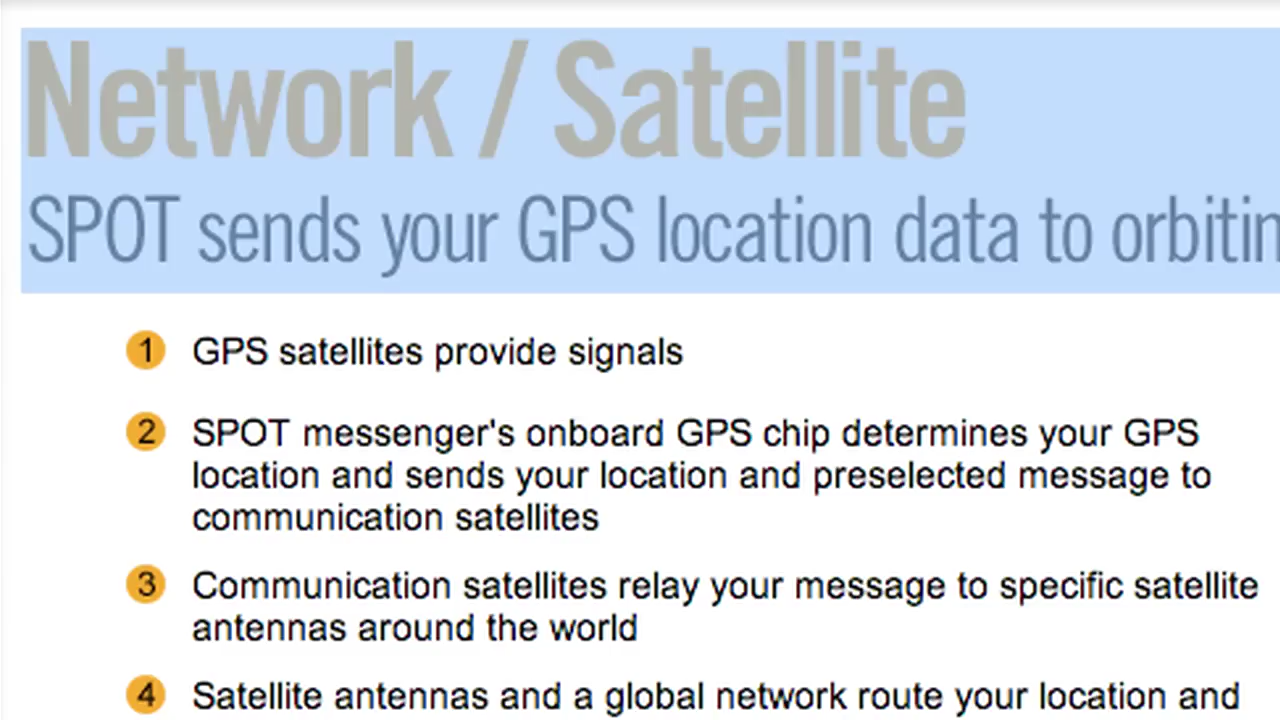 Network / Satellite
SPOT sends your GPS location data to
1 GPS satellites provide signals
2 SPOT messenger's onboard GPS chip determines your GPS
location and sends your location and preselected message to
communication satellites
3 Communication satellites relay your message to specific satellite
antennas around the world
4 Satellite antennas and a global network route your location and